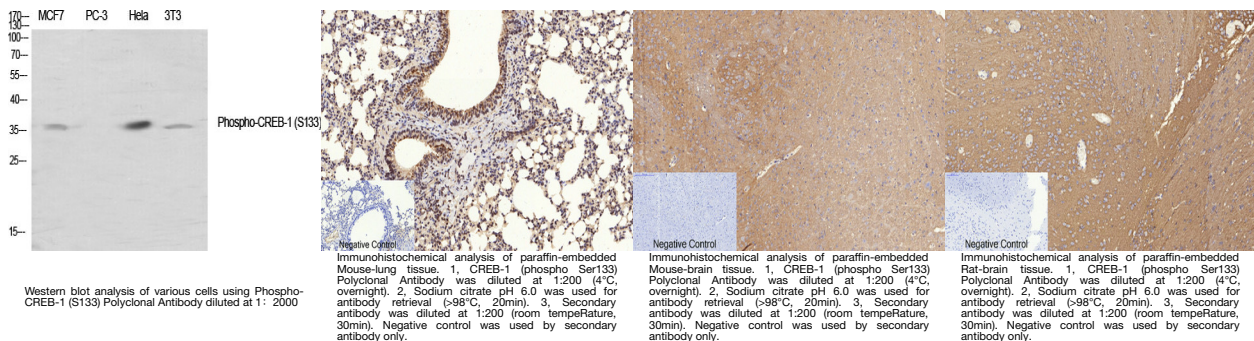 MCF7 PC-3 Hela 3T3
170
130
100
70
55
40
35
25
15
Phospho-CREB-1 (S133)
Western blot analysis of various cells using Phospho-
CREB-1 (S133) Polyclonal Antibody diluted at 1: 2000
Negative Control
Immunohistochemical analysis of paraffin-embedded
Mouse-lung tissue. 1, CREB-1 (phospho Ser133)
Polyclonal Antibody was diluted at 1:200 (4°C,
overnight). 2, Sodium citrate pH 6.0 was used for
antibody retrieval (>98°C, 20min). 3, Secondary
antibody was diluted at 1:200 (room tempeRature,
30min). Negative control was used by secondary
antibody only.
Negative Control
Immunohistochemical analysis of paraffin-embedded
Mouse-brain tissue. 1, CREB-1 (phospho Ser133)
Polyclonal Antibody was diluted at 1:200 (4°C,
overnight). 2, Sodium citrate pH 6.0 was used for
antibody retrieval (>98°C, 20min). 3, Secondary
antibody was diluted at 1:200 (room tempeRature,
30min). Negative control was used by secondary
antibody only.
Negative Control
Immunohistochemical analysis of paraffin-embedded
Rat-brain tissue. 1, CREB-1 (phospho Ser133)
Polyclonal Antibody was diluted at 1:200 (4°C,
overnight). 2, Sodium citrate pH 6.0 was used for
antibody retrieval (>98°C, 20min). 3, Secondary
antibody was diluted at 1:200 (room tempeRature,
30min). Negative control was used by secondary
antibody only.